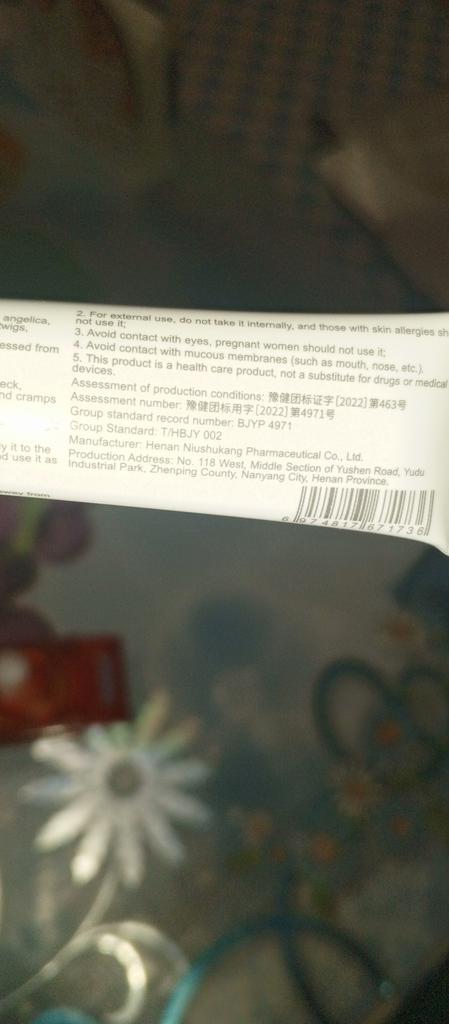 angelica,
twigs,
essed from
eck,
nd cramps
ly it to the
d use it as
eway from
2. For external use, do not take it internally, and those with skin allergies sh
not use it;
3. Avoid contact with eyes, pregnant women should not use it;
4. Avoid contact with mucous membranes (such as mouth, nose, etc.).
5. This product is a health care product, not a substitute for drugs or medical
devices.
Assessment of production conditions: 豫健团标证字[2022]第463号
Assessment number: 豫健团标用字[2022]第4971号
Group standard record number: BJYP 4971
Group Standard: T/HBJY 002
Manufacturer: Henan Niushukang Pharmaceutical Co., Ltd.
Production Address: No. 118 West, Middle Section of Yushen Road, Yudu
Industrial Park, Zhenping County, Nanyang City, Henan Province.
6 974817 671736